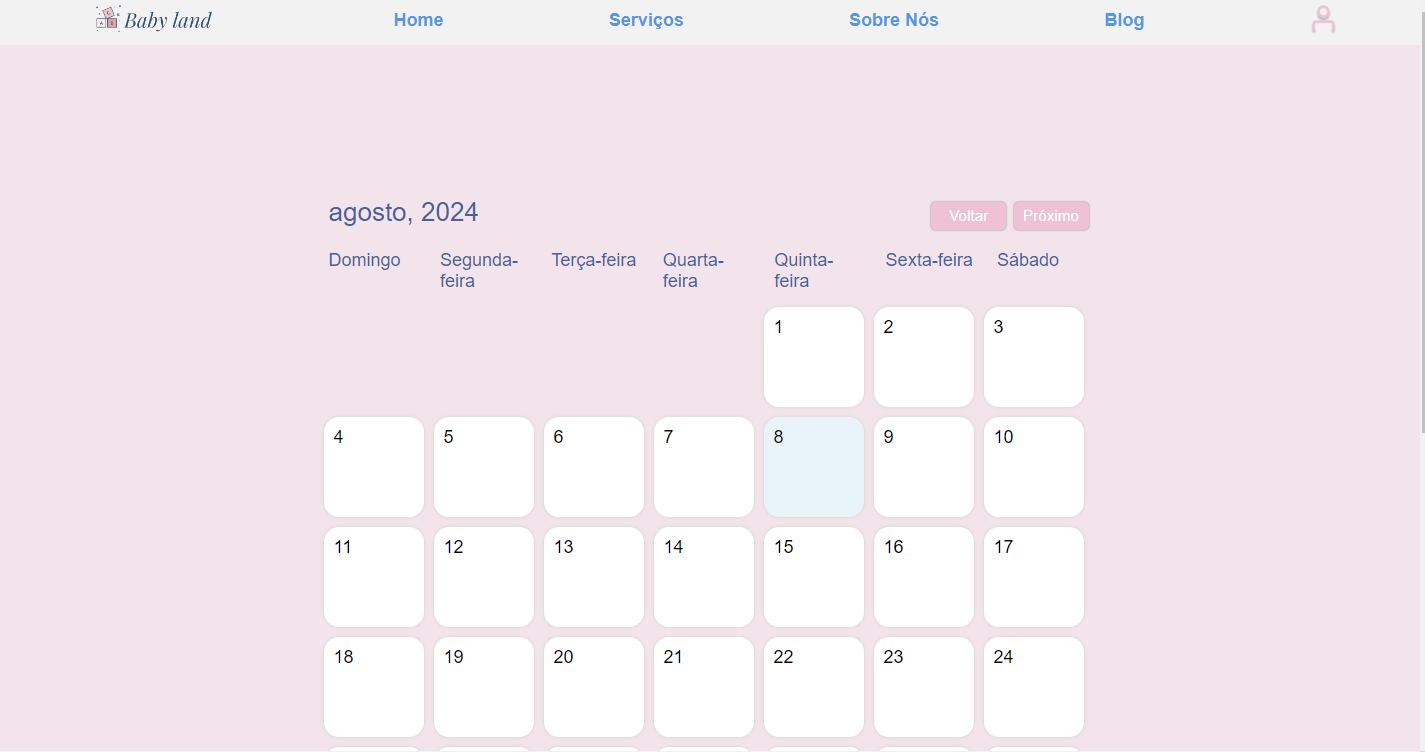 Baby land Home Serviços Sobre Nós Blog
agosto, 2024 Voltar Próximo
Domingo Segunda-feira Terça-feira Quarta-feira Quinta-feira Sexta-feira Sábado
1 2 3
4 5 6 7 8 9 10
11 12 13 14 15 16 17
18 19 20 21 22 23 24